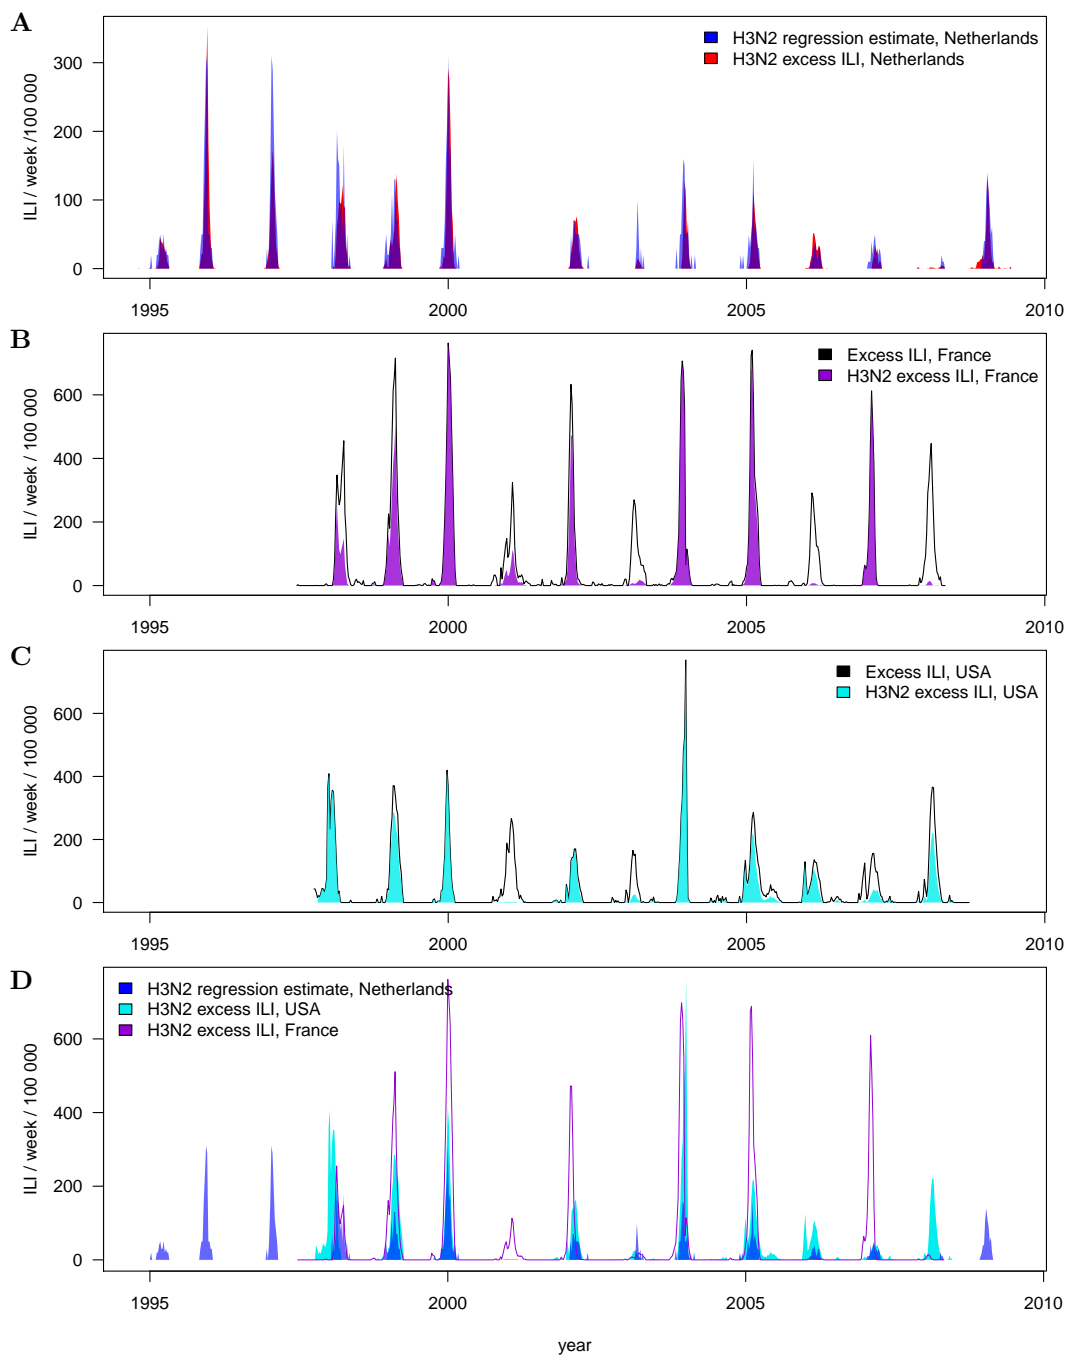 A
H3N2 regression estimate, Netherlands
H3N2 excess ILI, Netherlands
ILI / week /100 000
300
200
100
0
1995 2000 2005 2010
B
Excess ILI, France
H3N2 excess ILI, France
ILI / week / 100 000
600
400
200
0
1995 2000 2005 2010
C
Excess ILI, USA
H3N2 excess ILI, USA
ILI / week / 100 000
600
400
200
0
1995 2000 2005 2010
D
H3N2 regression estimate, Netherlands
H3N2 excess ILI, USA
H3N2 excess ILI, France
ILI / week / 100 000
600
400
200
0
1995 2000 2005 2010
year